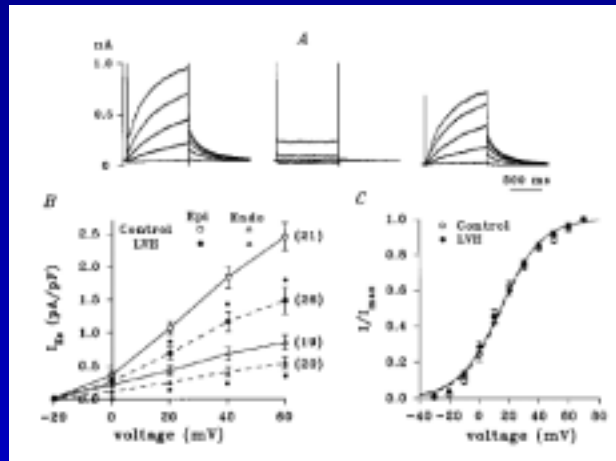 nA
A
1.0
0.5
0
500 ms
B
Epi Endo
Control
LVH
2.5
2.0
1.5
1.0
0.5
0.0
I_Ks (pA/pF)
(21)
(19)
-20 0 20 40 60
voltage (mV)
C
Control
LVH
1.0
0.8
0.6
0.4
0.2
0.0
I/I_max
-40 -20 0 20 40 60 80
voltage (mV)